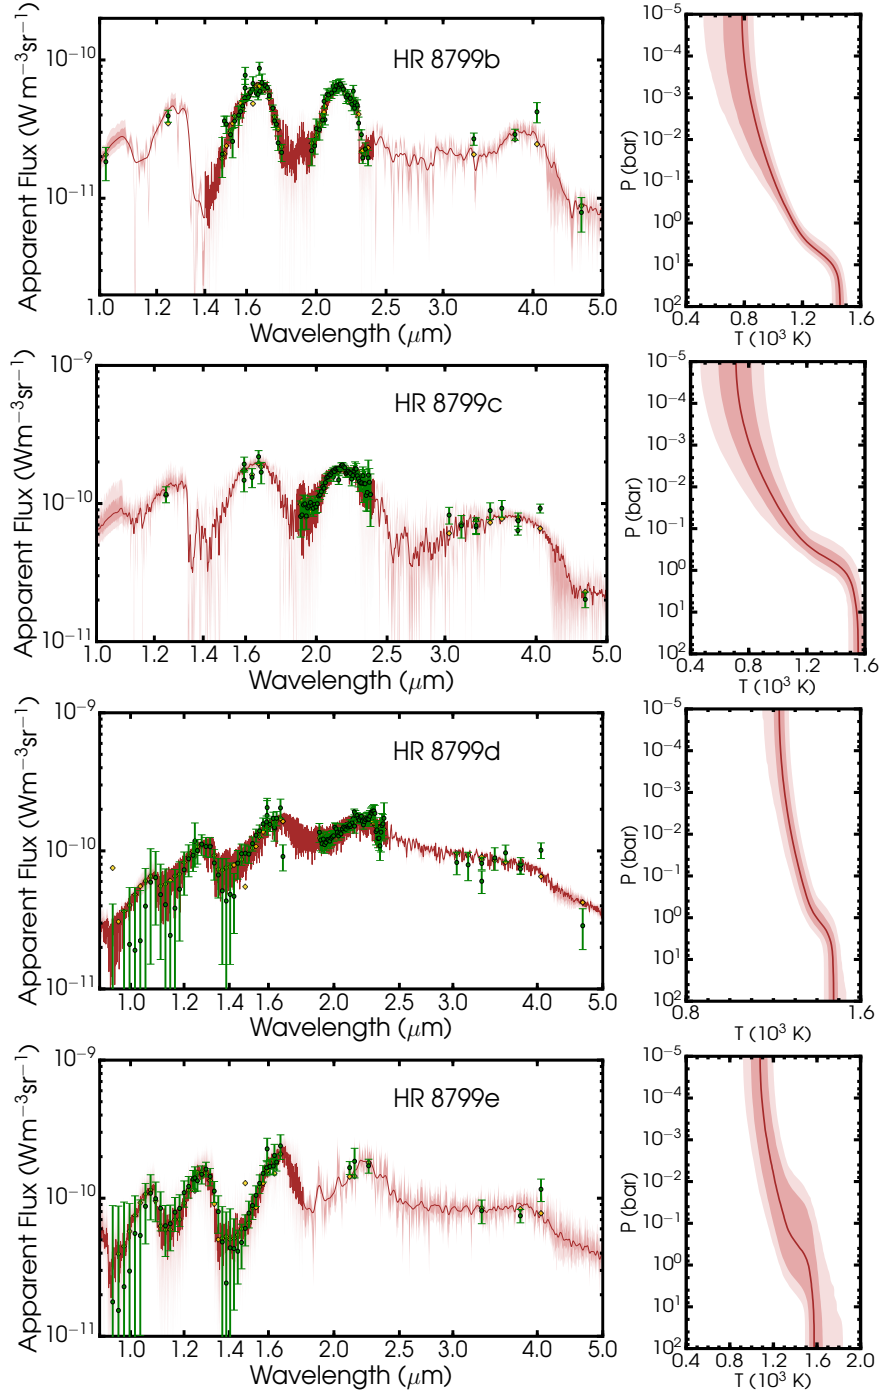 HR 8799b
Apparent Flux (W m−3sr−1)
10−10
10−11
1.0 1.2 1.4 1.6 2.0 2.5 3.0 4.0 5.0
Wavelength (μm)
P (bar)
10−5
10−4
10−3
10−2
10−1
100
101
102
0.4 0.8 1.2 1.6
T (103 K)
HR 8799c
Apparent Flux (Wm−3sr−1)
10−9
10−10
10−11
1.0 1.2 1.4 1.6 2.0 2.5 3.0 4.0 5.0
Wavelength (μm)
P (bar)
10−5
10−4
10−3
10−2
10−1
100
101
102
0.4 0.8 1.2 1.6
T (103 K)
HR 8799d
Apparent Flux (Wm−3sr−1)
10−9
10−10
10−11
1.0 1.2 1.4 1.6 2.0 2.5 3.0 4.0 5.0
Wavelength (μm)
P (bar)
10−5
10−4
10−3
10−2
10−1
100
101
102
0.8 1.2 1.6
T (103 K)
HR 8799e
Apparent Flux (Wm−3sr−1)
10−9
10−10
10−11
1.0 1.2 1.4 1.6 2.0 2.5 3.0 4.0 5.0
Wavelength (μm)
P (bar)
10−5
10−4
10−3
10−2
10−1
100
101
102
0.4 0.8 1.2 1.6 2.0
T (103 K)